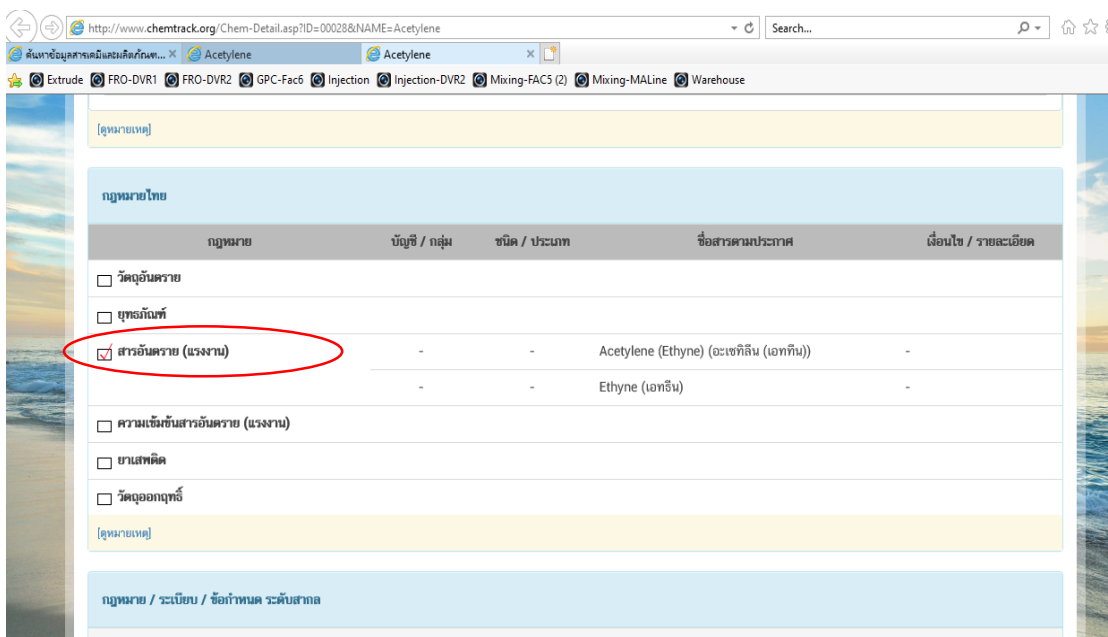 http://www.chemtrack.org/Chem-Detail.asp?ID=00028&NAME=Acetylene Search...
ค้นหาข้อมูลสารเคมีและผลิตภัณฑ... Acetylene Acetylene
Extrude FRO-DVR1 FRO-DVR2 GPC-Fac6 Injection Injection-DVR2 Mixing-FAC5 (2) Mixing-MALine Warehouse
[ดูหมายเหตุ]
กฎหมายไทย
กฎหมาย บัญชี / กลุ่ม ชนิด / ประเภท ชื่อสารตามประกาศ เงื่อนไข / รายละเอียด
วัตถุอันตราย
ยุทธภัณฑ์
สารอันตราย (แรงงาน) - - Acetylene (Ethyne) (อะเซทิลีน (เอททีน)) -
- - Ethyne (เอทธีน) -
ความเข้มข้นสารอันตราย (แรงงาน)
ยาเสพติด
วัตถุออกฤทธิ์
[ดูหมายเหตุ]
กฎหมาย / ระเบียบ / ข้อกำหนด ระดับสากล